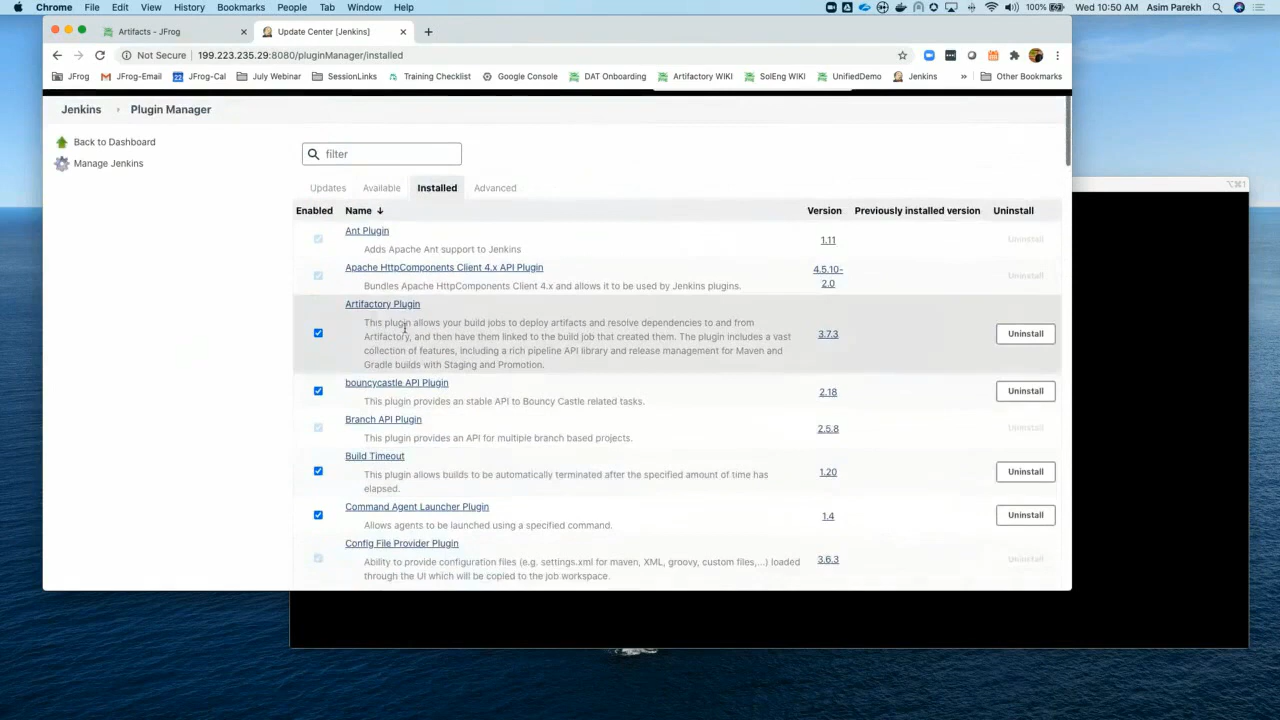 Chrome File Edit View History Bookmarks People Tab Window Help 100% Wed 10:50 AM Asim Parekh
Artifacts - JFrog
Update Center [Jenkins]
Not Secure 199.223.235.29:8080/pluginManager/installed
JFrog JFrog-Email JFrog-Cal July Webinar SessionLinks Training Checklist Google Console DAT Onboarding Artifactory WIKI SolEng WIKI UnifiedDemo Jenkins » Other Bookmarks
Jenkins Plugin Manager
Back to Dashboard
Manage Jenkins
filter
Updates Available Installed Advanced
Enabled Name ↓ Version Previously installed version Uninstall
Ant Plugin
Adds Apache Ant support to Jenkins
1.11
Uninstall
Apache HttpComponents Client 4.x API Plugin
Bundles Apache HttpComponents Client 4.x and allows it to be used by Jenkins plugins.
4.5.10-
2.0
Uninstall
Artifactory Plugin
This plugin allows your build jobs to deploy artifacts and resolve dependencies to and from
Artifactory, and then have them linked to the build job that created them. The plugin includes a vast
collection of features, including a rich pipeline API library and release management for Maven and
Gradle builds with Staging and Promotion.
3.7.3
Uninstall
bouncycastle API Plugin
This plugin provides an stable API to Bouncy Castle related tasks.
2.18
Uninstall
Branch API Plugin
This plugin provides an API for multiple branch based projects.
2.5.8
Uninstall
Build Timeout
This plugin allows builds to be automatically terminated after the specified amount of time has
elapsed.
1.20
Uninstall
Command Agent Launcher Plugin
Allows agents to be launched using a specified command.
1.4
Uninstall
Config File Provider Plugin
Ability to provide configuration files (e.g. settings.xml for maven, XML, groovy, custom files,...) loaded
through the UI which will be copied to the job workspace.
3.6.3
Uninstall
⌥⌘1